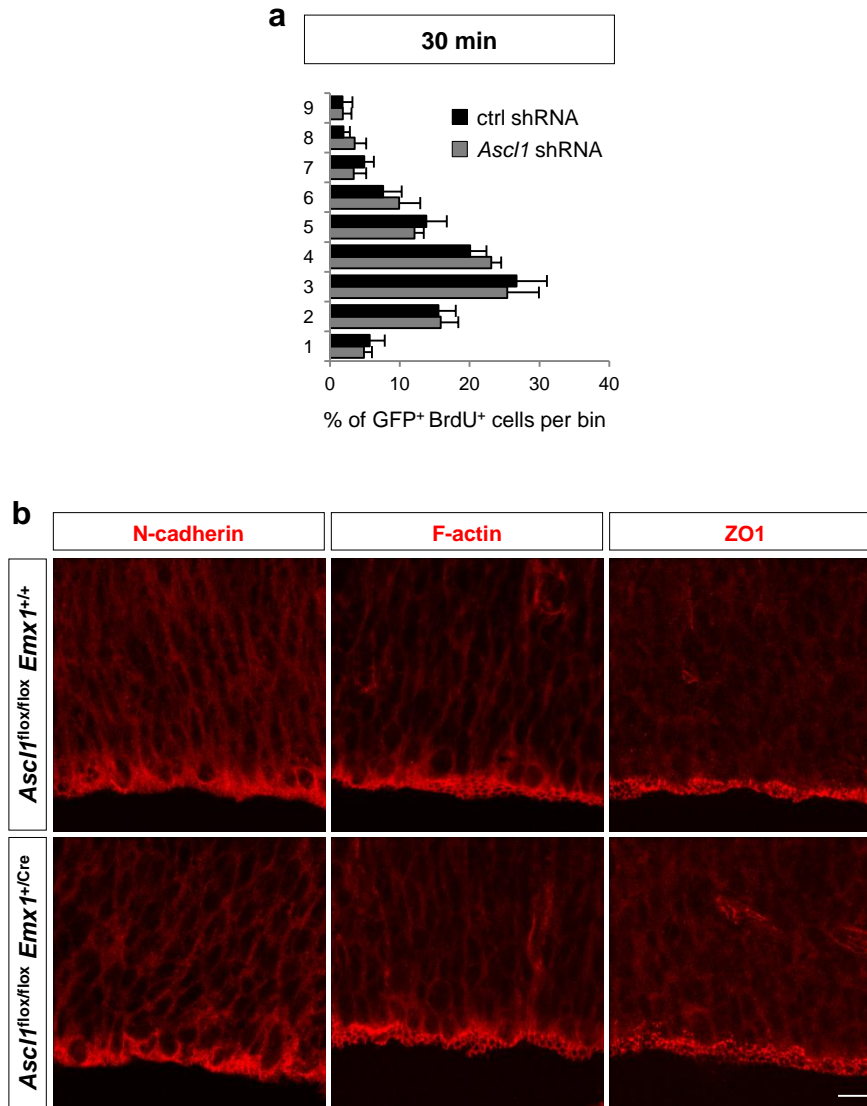 a
30 min
ctrl shRNA
Ascl1 shRNA
9
8
7
6
5
4
3
2
1
0 10 20 30 40
% of GFP⁺ BrdU⁺ cells per bin
b
N-cadherin F-actin ZO1
Ascl1flox/flox Emx1+/+
Ascl1flox/flox Emx1+/Cre